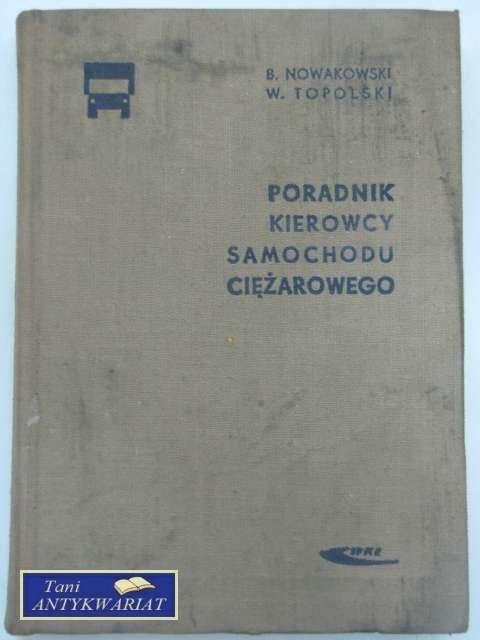 B. NOWAKOWSKI
W. TOPOLSKI
PORADNIK
KIEROWCY
SAMOCHODU
CIĘŻAROWEGO
WKŁ
Tani
ANTYKWARIAT